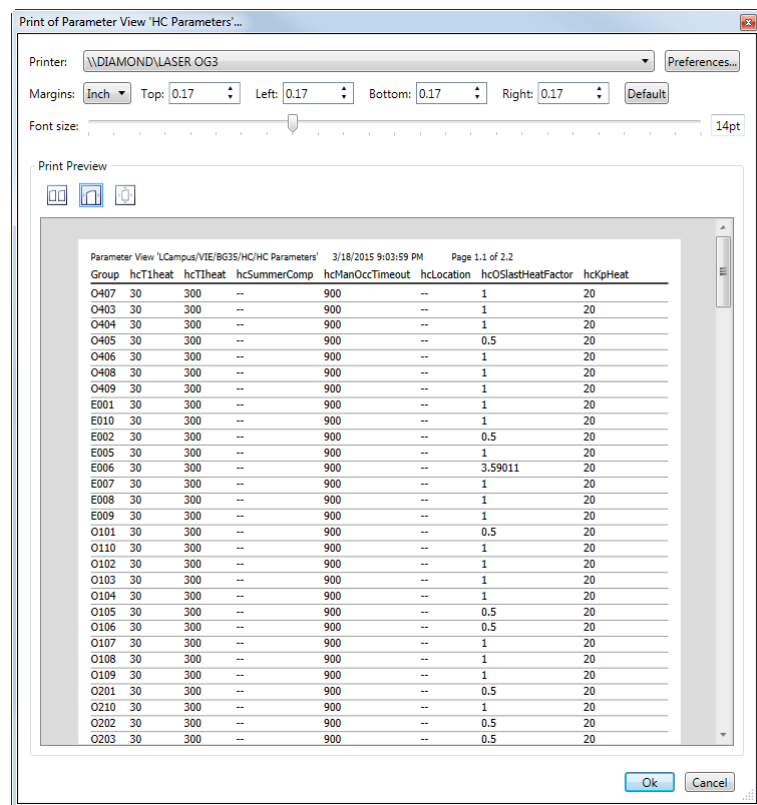 Print of Parameter View 'HC Parameters'...
Printer: \\DIAMOND\LASER OG3 Preferences...
Margins: Inch Top: 0.17 Left: 0.17 Bottom: 0.17 Right: 0.17 Default
Font size: 14pt
Print Preview
Parameter View 'LCampus/VIE/BG35/HC/HC Parameters' 3/18/2015 9:03:59 PM Page 1.1 of 2.2
Group hcT1heat hcTIheat hcSummerComp hcManOccTimeout hcLocation hcOSlastHeatFactor hcKpHeat
O407 30 300 -- 900 -- 1 20
O403 30 300 -- 900 -- 1 20
O404 30 300 -- 900 -- 1 20
O405 30 300 -- 900 -- 0.5 20
O406 30 300 -- 900 -- 1 20
O408 30 300 -- 900 -- 1 20
O409 30 300 -- 900 -- 1 20
E001 30 300 -- 900 -- 1 20
E010 30 300 -- 900 -- 1 20
E002 30 300 -- 900 -- 0.5 20
E005 30 300 -- 900 -- 1 20
E006 30 300 -- 900 -- 3.59011 20
E007 30 300 -- 900 -- 1 20
E008 30 300 -- 900 -- 1 20
E009 30 300 -- 900 -- 1 20
O101 30 300 -- 900 -- 0.5 20
O110 30 300 -- 900 -- 1 20
O102 30 300 -- 900 -- 1 20
O103 30 300 -- 900 -- 1 20
O104 30 300 -- 900 -- 1 20
O105 30 300 -- 900 -- 0.5 20
O106 30 300 -- 900 -- 0.5 20
O107 30 300 -- 900 -- 1 20
O108 30 300 -- 900 -- 1 20
O109 30 300 -- 900 -- 1 20
O201 30 300 -- 900 -- 0.5 20
O210 30 300 -- 900 -- 1 20
O202 30 300 -- 900 -- 0.5 20
O203 30 300 -- 900 -- 0.5 20
Ok Cancel